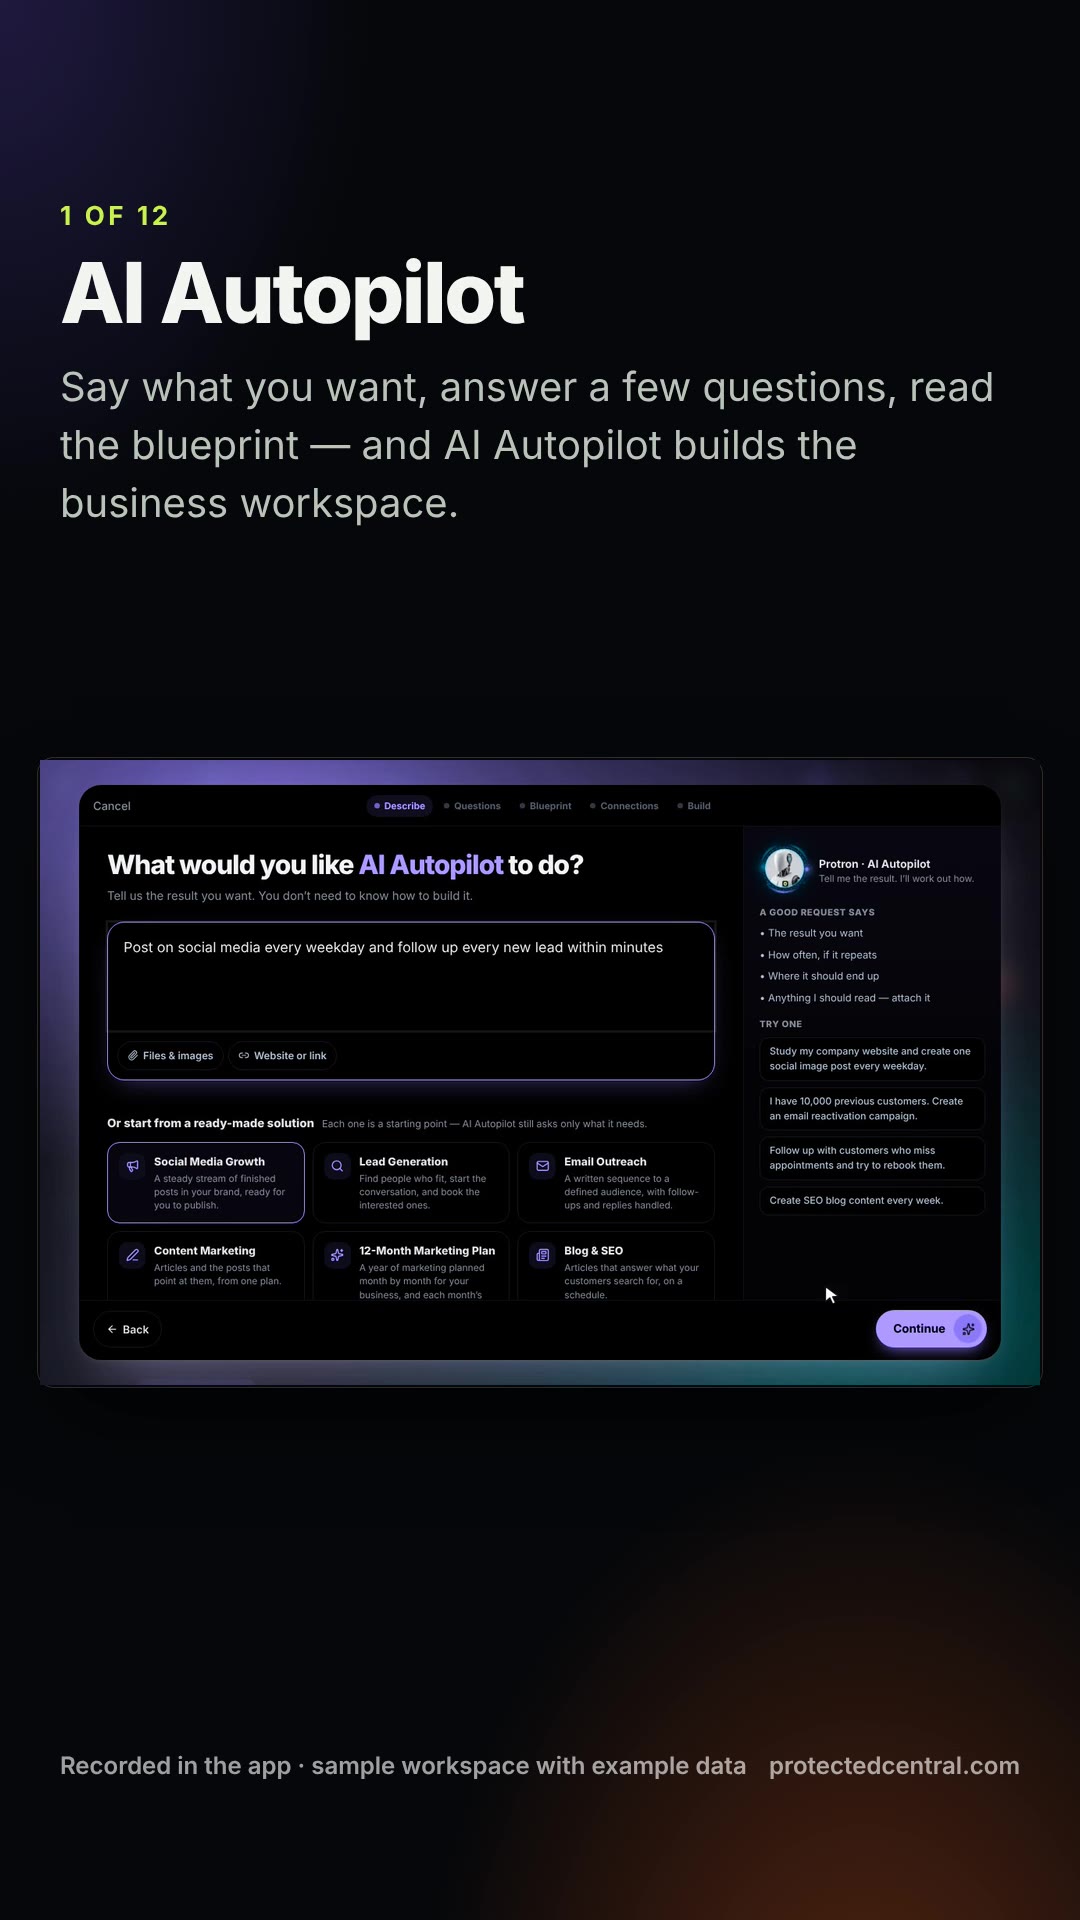 1 OF 12
AI Autopilot
Say what you want, answer a few questions, read
the blueprint — and AI Autopilot builds the
business workspace.
Cancel
Describe
Questions
Blueprint
Connections
Build
What would you like AI Autopilot to do?
Tell us the result you want. You don't need to know how to build it.
Post on social media every weekday and follow up every new lead within minutes
Files & images
Website or link
Or start from a ready-made solution Each one is a starting point — AI Autopilot still asks only what it needs.
Social Media Growth
A steady stream of finished
posts in your brand, ready for
you to publish.
Lead Generation
Find people who fit, start the
conversation, and book the
interested ones.
Email Outreach
A written sequence to a
defined audience, with follow-
ups and replies handled.
Content Marketing
Articles and the posts that
point at them, from one plan.
12-Month Marketing Plan
A year of marketing planned
month by month for your
business, and each month's
Blog & SEO
Articles that answer what your
customers search for, on a
schedule.
Protron · AI Autopilot
Tell me the result. I'll work out how.
A GOOD REQUEST SAYS
• The result you want
• How often, if it repeats
• Where it should end up
• Anything I should read — attach it
TRY ONE
Study my company website and create one
social image post every weekday.
I have 10,000 previous customers. Create
an email reactivation campaign.
Follow up with customers who miss
appointments and try to rebook them.
Create SEO blog content every week.
← Back
Continue
Recorded in the app · sample workspace with example data protectedcentral.com